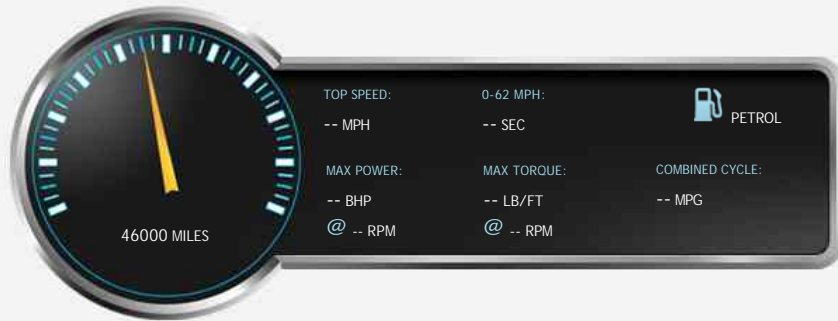 46000 MILES
TOP SPEED:
-- MPH
0-62 MPH:
-- SEC
PETROL
MAX POWER:
-- BHP
@ -- RPM
MAX TORQUE:
-- LB/FT
@ -- RPM
COMBINED CYCLE:
-- MPG